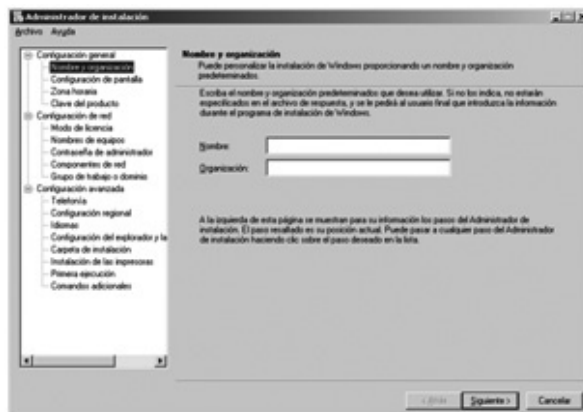 Administrador de instalación
Archivo Ayuda
Configuración general
Nombre y organización
Configuración de pantalla
Zona horaria
Clave del producto
Configuración de red
Modo de licencia
Nombres de equipos
Contraseña de administrador
Componentes de red
Grupo de trabajo o dominio
Configuración avanzada
Telefonía
Configuración regional
Idiomas
Configuración del explorador y la
Carpeta de instalación
Instalación de las impresoras
Primera ejecución
Comandos adicionales
Nombre y organización
Puede personalizar la instalación de Windows proporcionando un nombre y organización
predeterminados.
Escriba el nombre y organización predeterminados que desea utilizar. Si no los indica, no estarán
especificados en el archivo de respuesta, y se le pedirá al usuario final que introduzca la información
durante el programa de instalación de Windows.
Nombre:
Organización:
A la izquierda de esta página se muestran para su información los pasos del Administrador de
instalación. El paso resaltado es su posición actual. Puede pasar a cualquier paso del Administrador
de instalación haciendo clic sobre el paso deseado en la lista.
< Atrás Siguiente > Cancelar